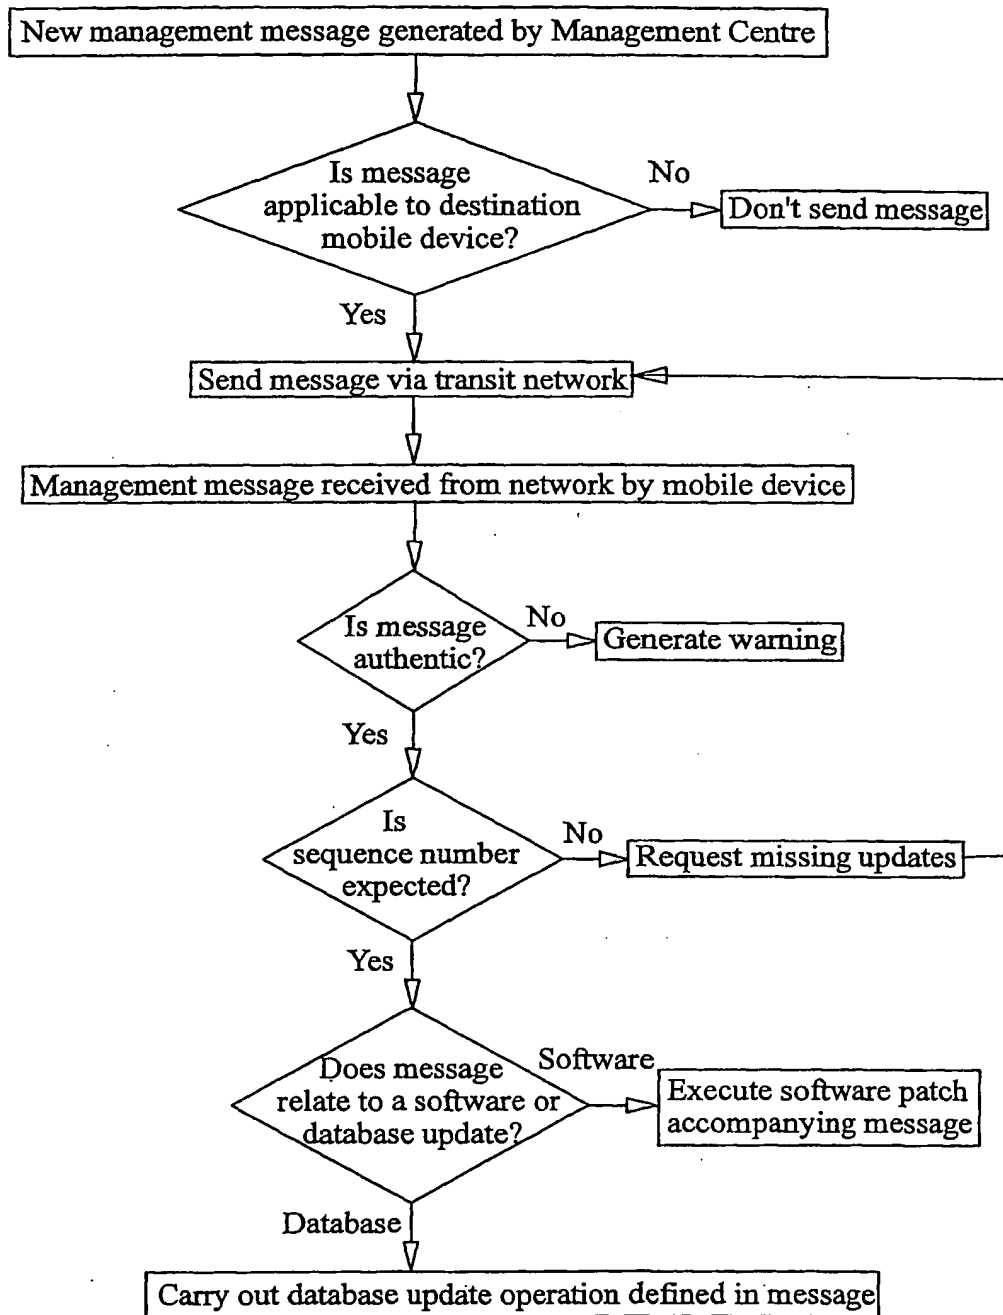 New management message generated by Management Centre
Is message
applicable to destination
mobile device?
No
Don't send message
Yes
Send message via transit network
Management message received from network by mobile device
Is message
authentic?
No
Generate warning
Yes
Is
sequence number
expected?
No
Request missing updates
Yes
Does message
relate to a software or
database update?
Software
Execute software patch
accompanying message
Database
Carry out database update operation defined in message